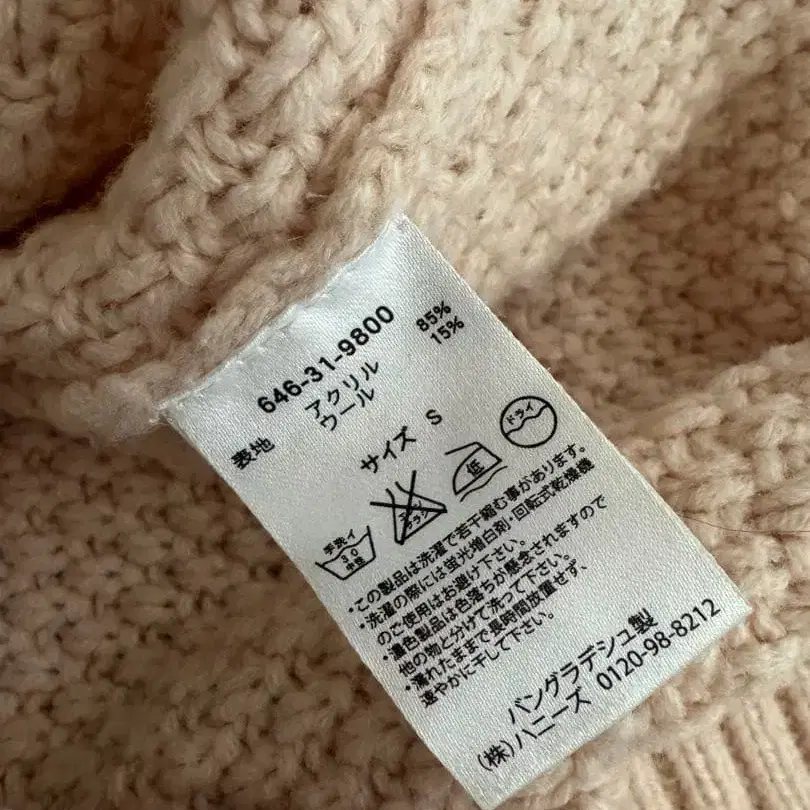 646-31-9800
表地 アクリル 85%
ウール 15%
サイズ S
手洗イ
30
中性
エンソ
サラシ
低
ドライ
・この製品は洗濯で若干縮む事があります。
・洗濯の際には蛍光増白剤・回転式乾燥機
のご使用はお避け下さい。
・濃色製品は色落ちが懸念されますので
他の物と分けて洗って下さい。
・濡れたままで長時間放置せず、
速やかに干して下さい。
バングラデシュ製
(株)ハニーズ 0120-98-8212